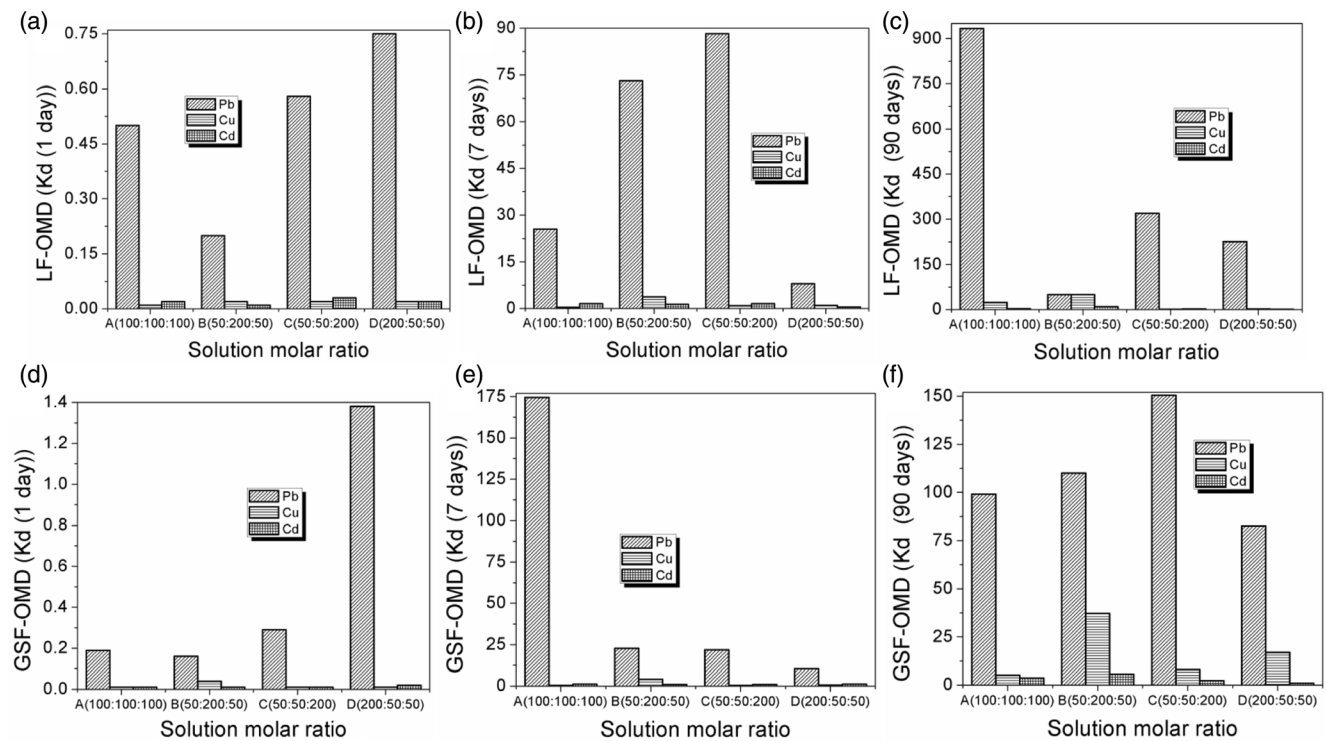 (a)
LF-OMD (Kd (1 day))
0.75
0.60
0.45
0.30
0.15
0.00
Pb
Cu
Cd
A(100:100:100) B(50:200:50) C(50:50:200) D(200:50:50)
Solution molar ratio
(b)
LF-OMD (Kd (7 days))
90
75
60
45
30
15
0
Pb
Cu
Cd
A(100:100:100) B(50:200:50) C(50:50:200) D(200:50:50)
Solution molar ratio
(c)
LF-OMD (Kd (90 days))
900
750
600
450
300
150
0
Pb
Cu
Cd
A(100:100:100) B(50:200:50) C(50:50:200) D(200:50:50)
Solution molar ratio
(d)
GSF-OMD (Kd (1 day))
1.4
1.2
1.0
0.8
0.6
0.4
0.2
0.0
Pb
Cu
Cd
A(100:100:100) B(50:200:50) C(50:50:200) D(200:50:50)
Solution molar ratio
(e)
GSF-OMD (Kd (7 days))
175
150
125
100
75
50
25
0
Pb
Cu
Cd
A(100:100:100) B(50:200:50) C(50:50:200) D(200:50:50)
Solution molar ratio
(f)
GSF-OMD (Kd (90 days))
150
125
100
75
50
25
0
Pb
Cu
Cd
A(100:100:100) B(50:200:50) C(50:50:200) D(200:50:50)
Solution molar ratio